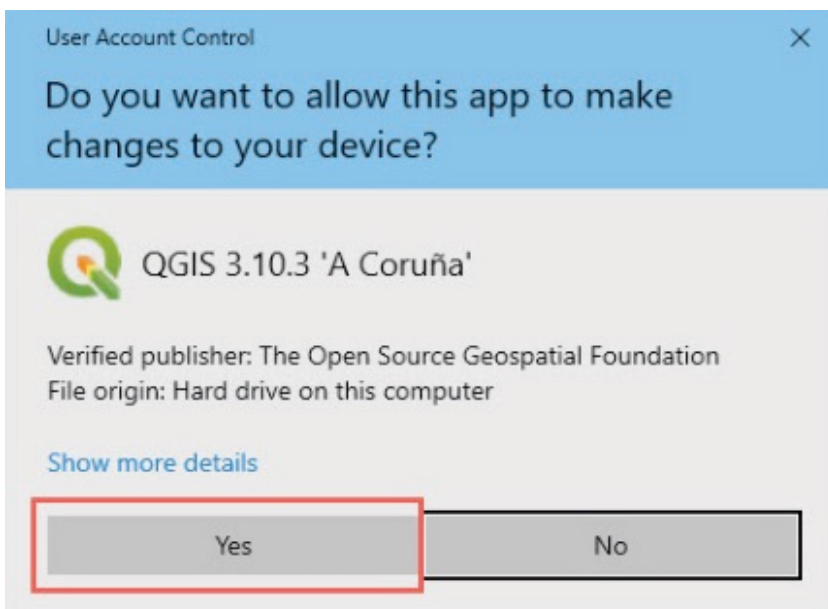 User Account Control
Do you want to allow this app to make
changes to your device?
QGIS 3.10.3 'A Coruña'
Verified publisher: The Open Source Geospatial Foundation
File origin: Hard drive on this computer
Show more details
Yes
No